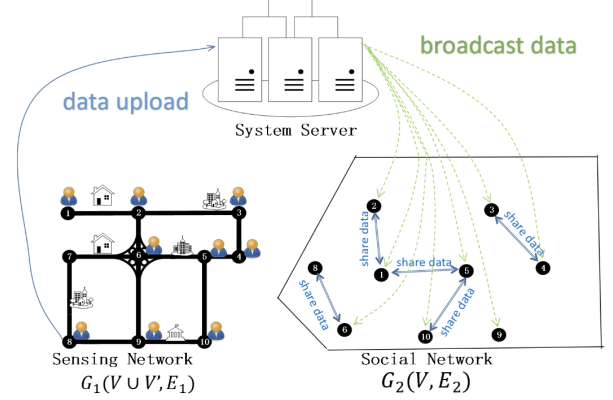 broadcast data
data upload
System Server
1
2
3
7
6
5
4
8
9
10
Sensing Network
G₁(V ∪ V', E₁)
2
3
share data
share data
8
1
share data
5
4
share data
6
10
share data
9
Social Network
G₂(V, E₂)